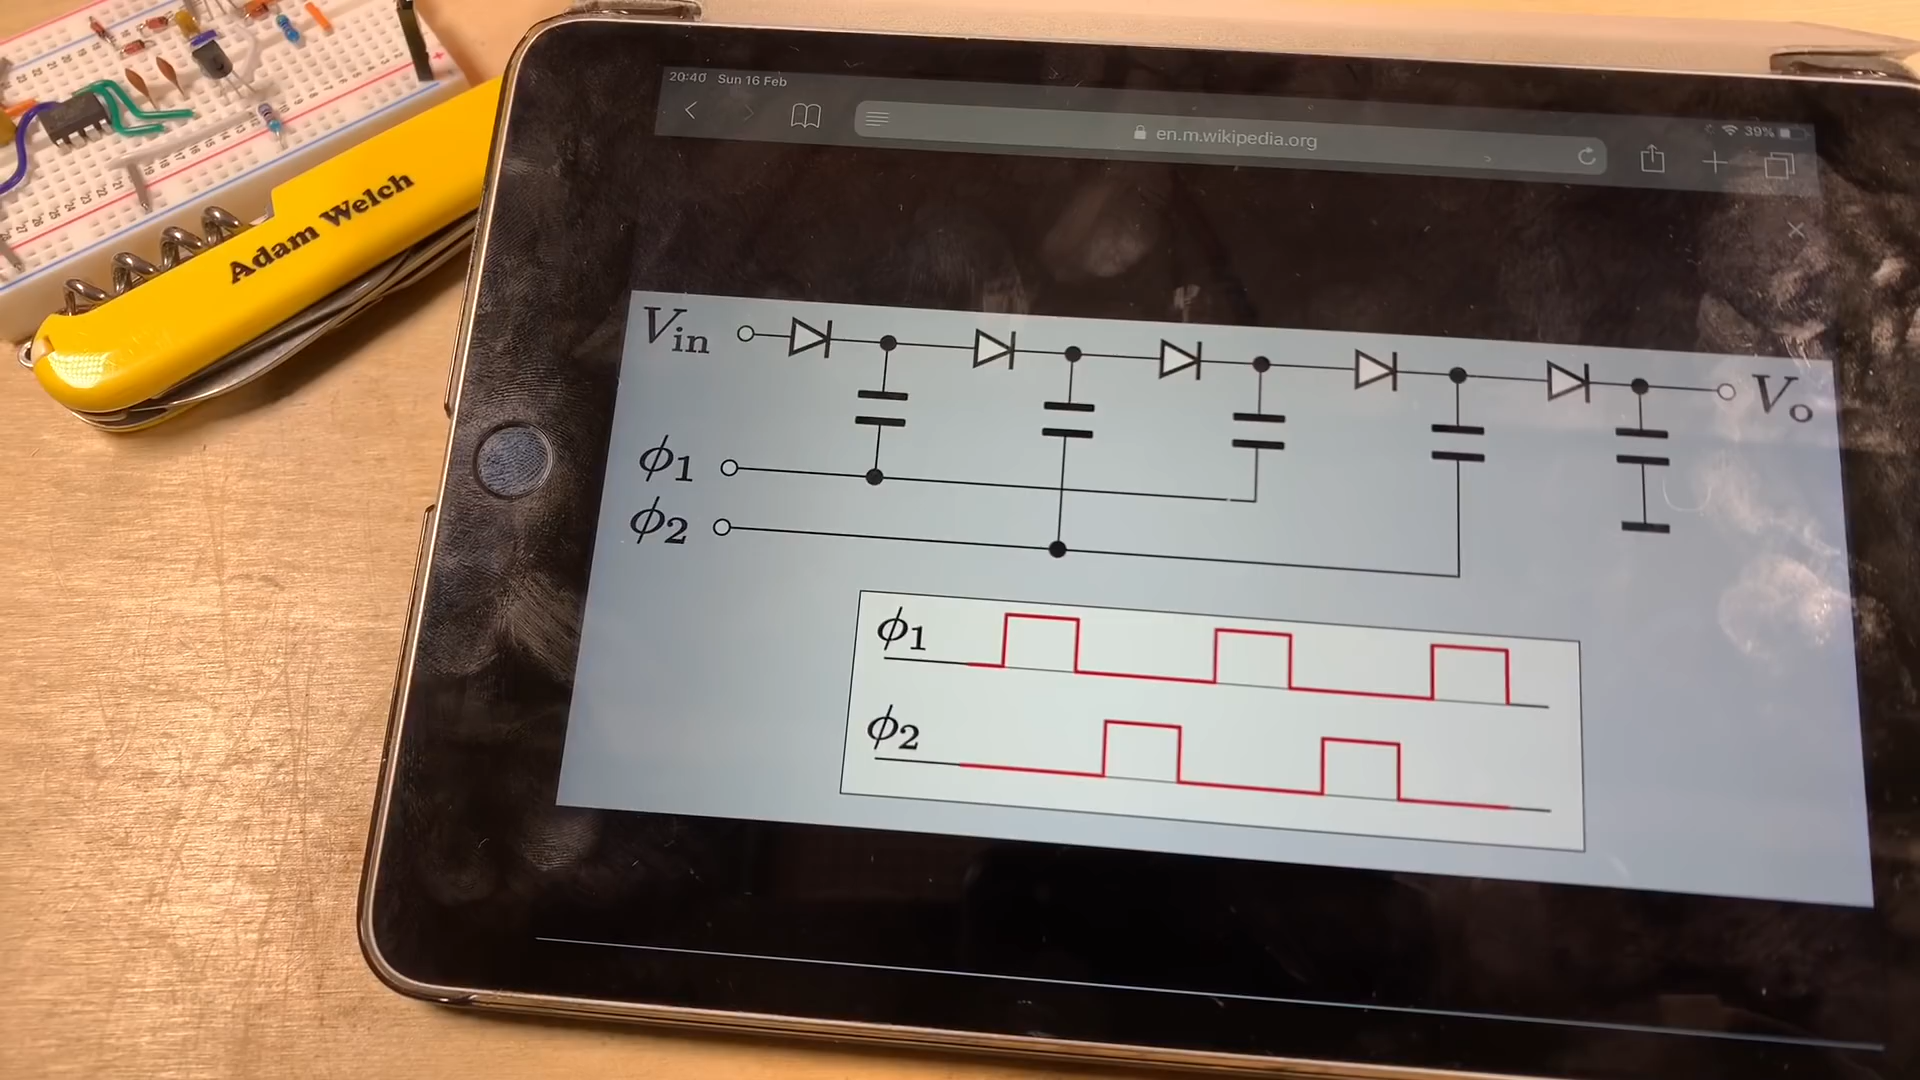 Adam Welch
20:40 Sun 16 Feb
39%
en.m.wikipedia.org
Vin
Vo
ϕ1
ϕ2
ϕ1
ϕ2